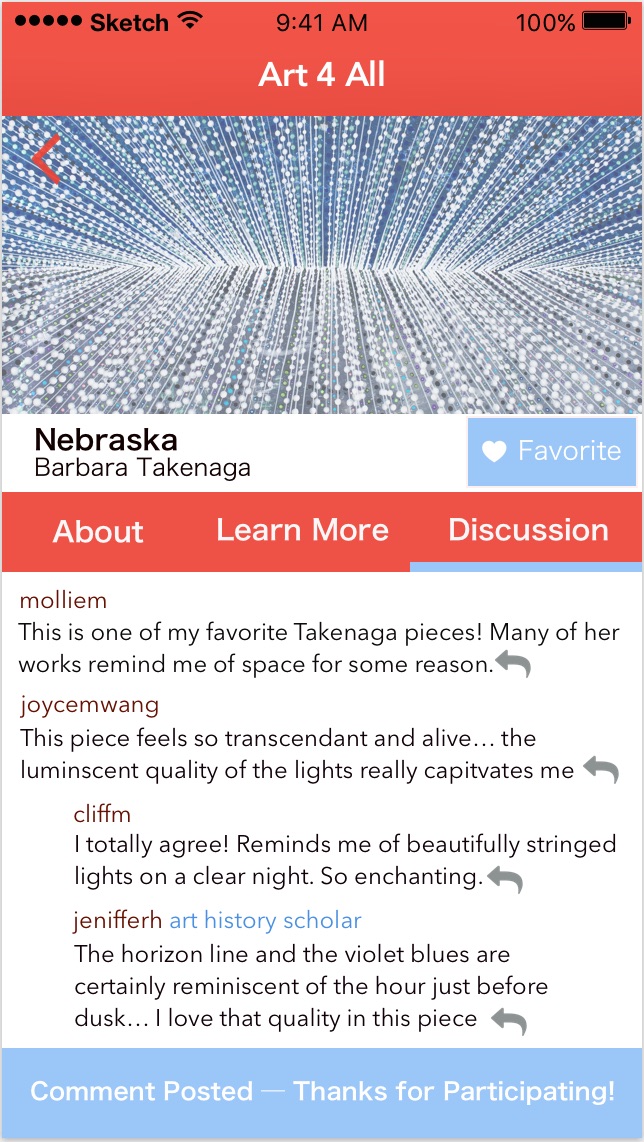 Sketch 9:41 AM 100%
Art 4 All
Nebraska
Barbara Takenaga
Favorite
About Learn More Discussion
molliem
This is one of my favorite Takenaga pieces! Many of her
works remind me of space for some reason.
joycemwang
This piece feels so transcendant and alive... the
luminscent quality of the lights really capitvates me
cliffm
I totally agree! Reminds me of beautifully stringed
lights on a clear night. So enchanting.
jenifferh art history scholar
The horizon line and the violet blues are
certainly reminiscent of the hour just before
dusk... I love that quality in this piece
Comment Posted — Thanks for Participating!